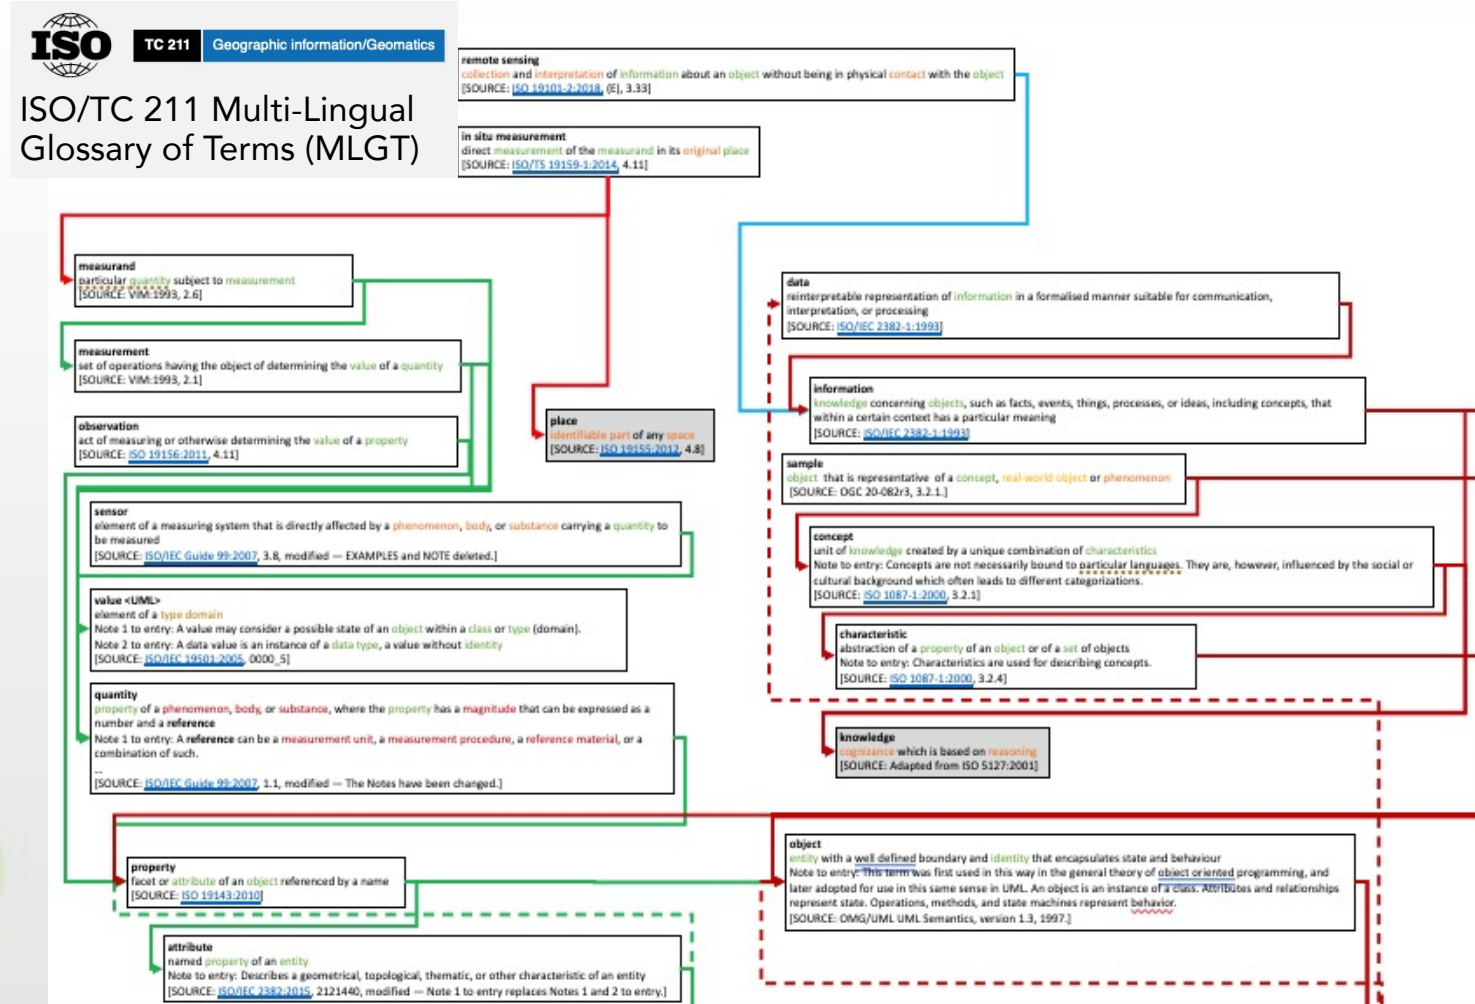 ISO
TC 211
Geographic information/Geomatics
ISO/TC 211 Multi-Lingual
Glossary of Terms (MLGT)
remote sensing
collection and interpretation of information about an object without being in physical contact with the object
[SOURCE: ISO 19101-2:2018, (E), 3.33]
in situ measurement
direct measurement of the measurand in its original place
[SOURCE: ISO/TS 19159-1:2014, 4.11]
measurand
particular quantity subject to measurement
[SOURCE: VIM:1993, 2.6]
measurement
set of operations having the object of determining the value of a quantity
[SOURCE: VIM:1993, 2.1]
observation
act of measuring or otherwise determining the value of a property
[SOURCE: ISO 19156:2011, 4.11]
place
identifiable part of any space
[SOURCE: ISO 19155:2012, 4.8]
sensor
element of a measuring system that is directly affected by a phenomenon, body, or substance carrying a quantity to
be measured
[SOURCE: ISO/IEC Guide 99:2007, 3.8, modified — EXAMPLES and NOTE deleted.]
value <UML>
element of a type domain
Note 1 to entry: A value may consider a possible state of an object within a class or type (domain).
Note 2 to entry: A data value is an instance of a data type, a value without identity
[SOURCE: ISO/IEC 19501:2005, 0000_5]
quantity
property of a phenomenon, body, or substance, where the property has a magnitude that can be expressed as a
number and a reference
Note 1 to entry: A reference can be a measurement unit, a measurement procedure, a reference material, or a
combination of such.
...
[SOURCE: ISO/IEC Guide 99:2007, 1.1, modified — The Notes have been changed.]
property
facet or attribute of an object referenced by a name
[SOURCE: ISO 19143:2010]
attribute
named property of an entity
Note to entry: Describes a geometrical, topological, thematic, or other characteristic of an entity
[SOURCE: ISO/IEC 2382:2015, 2121440, modified — Note 1 to entry replaces Notes 1 and 2 to entry.]
data
reinterpretable representation of information in a formalised manner suitable for communication,
interpretation, or processing
[SOURCE: ISO/IEC 2382-1:1993]
information
knowledge concerning objects, such as facts, events, things, processes, or ideas, including concepts, that
within a certain context has a particular meaning
[SOURCE: ISO/IEC 2382-1:1993]
sample
object that is representative of a concept, real-world object or phenomenon
[SOURCE: OGC 20-082r3, 3.2.1.]
concept
unit of knowledge created by a unique combination of characteristics
Note to entry: Concepts are not necessarily bound to particular languages. They are, however, influenced by the social or
cultural background which often leads to different categorizations.
[SOURCE: ISO 1087-1:2000, 3.2.1]
characteristic
abstraction of a property of an object or of a set of objects
Note to entry: Characteristics are used for describing concepts.
[SOURCE: ISO 1087-1:2000, 3.2.4]
knowledge
cognizance which is based on reasoning
[SOURCE: Adapted from ISO 5127:2001]
object
entity with a well defined boundary and identity that encapsulates state and behaviour
Note to entry: This term was first used in this way in the general theory of object oriented programming, and
later adopted for use in this same sense in UML. An object is an instance of a class. Attributes and relationships
represent state. Operations, methods, and state machines represent behavior.
[SOURCE: OMG/UML UML Semantics, version 1.3, 1997.]